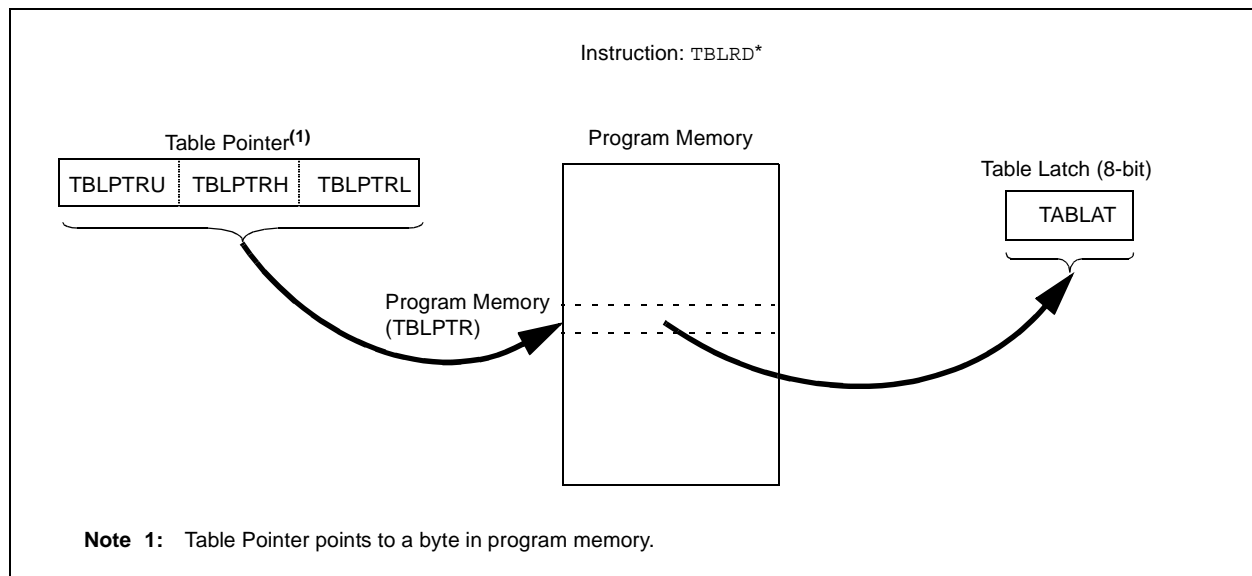 Instruction: TBLRD*
Table Pointer(1)
TBLPTRU TBLPTRH TBLPTRL
Program Memory
Table Latch (8-bit)
TABLAT
Program Memory
(TBLPTR)
Note 1: Table Pointer points to a byte in program memory.